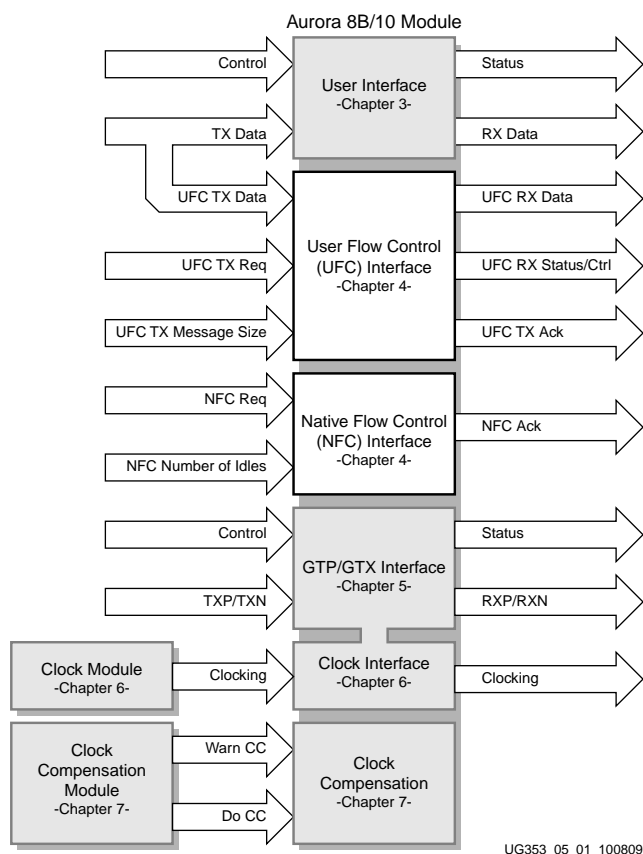 Aurora 8B/10 Module
Control
User Interface
-Chapter 3-
Status
TX Data
RX Data
UFC TX Data
User Flow Control
(UFC) Interface
-Chapter 4-
UFC RX Data
UFC TX Req
UFC RX Status/Ctrl
UFC TX Message Size
UFC TX Ack
NFC Req
Native Flow Control
(NFC) Interface
-Chapter 4-
NFC Ack
NFC Number of Idles
Control
GTP/GTX Interface
-Chapter 5-
Status
TXP/TXN
RXP/RXN
Clock Module
-Chapter 6-
Clocking
Clock Interface
-Chapter 6-
Clocking
Clock
Compensation
Module
-Chapter 7-
Warn CC
Do CC
Clock
Compensation
-Chapter 7-
UG353_05_01_100809